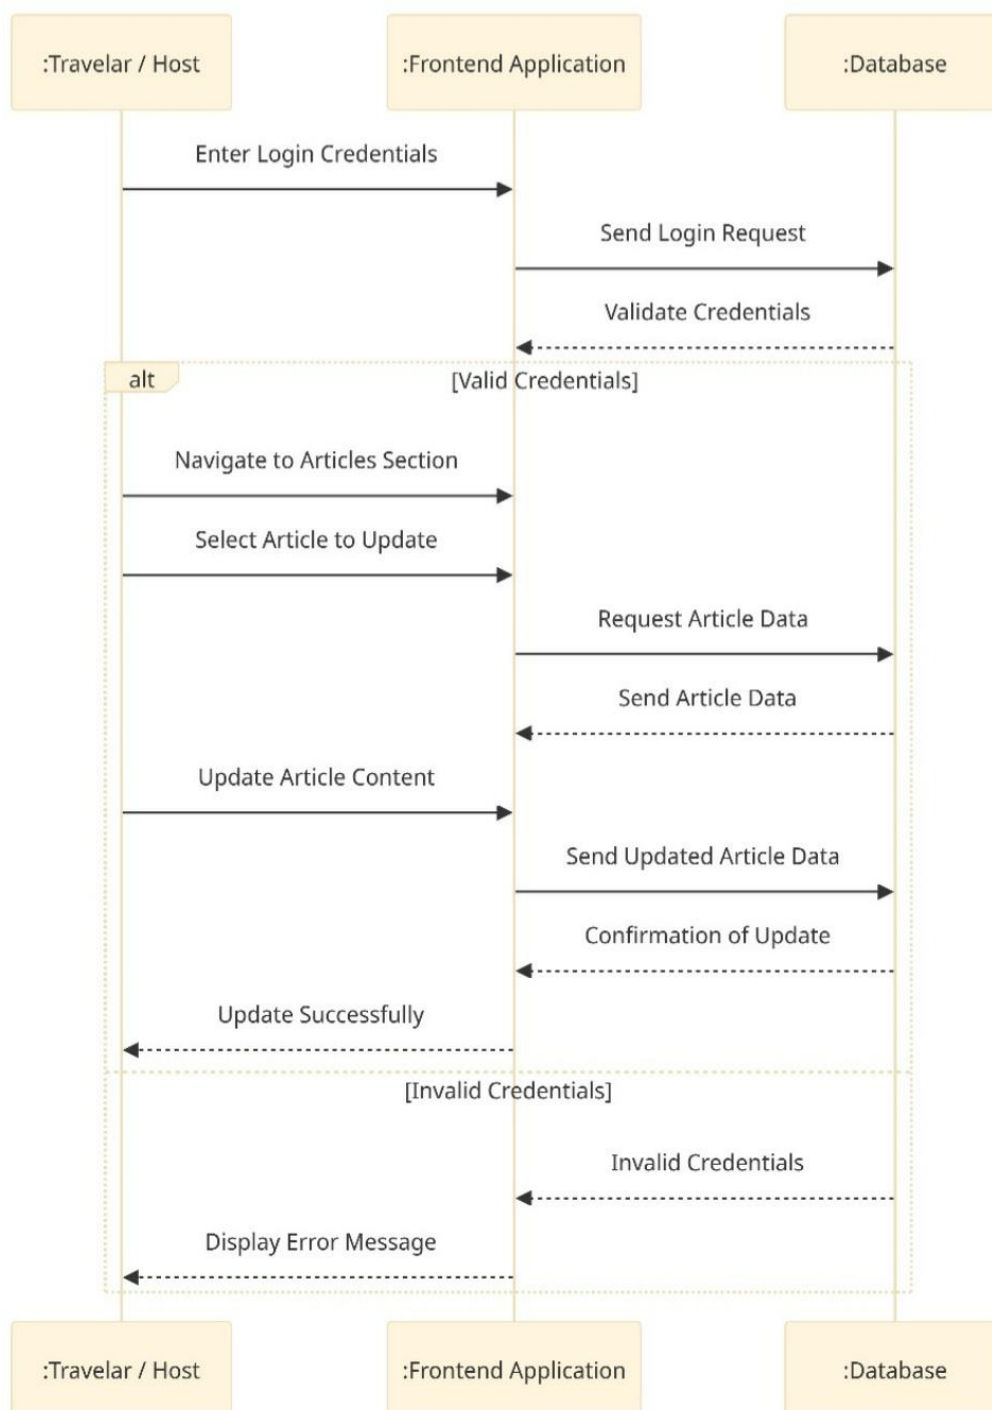 :Travelar / Host
:Frontend Application
:Database
Enter Login Credentials
Send Login Request
Validate Credentials
alt
[Valid Credentials]
Navigate to Articles Section
Select Article to Update
Request Article Data
Send Article Data
Update Article Content
Send Updated Article Data
Confirmation of Update
Update Successfully
[Invalid Credentials]
Invalid Credentials
Display Error Message
:Travelar / Host
:Frontend Application
:Database